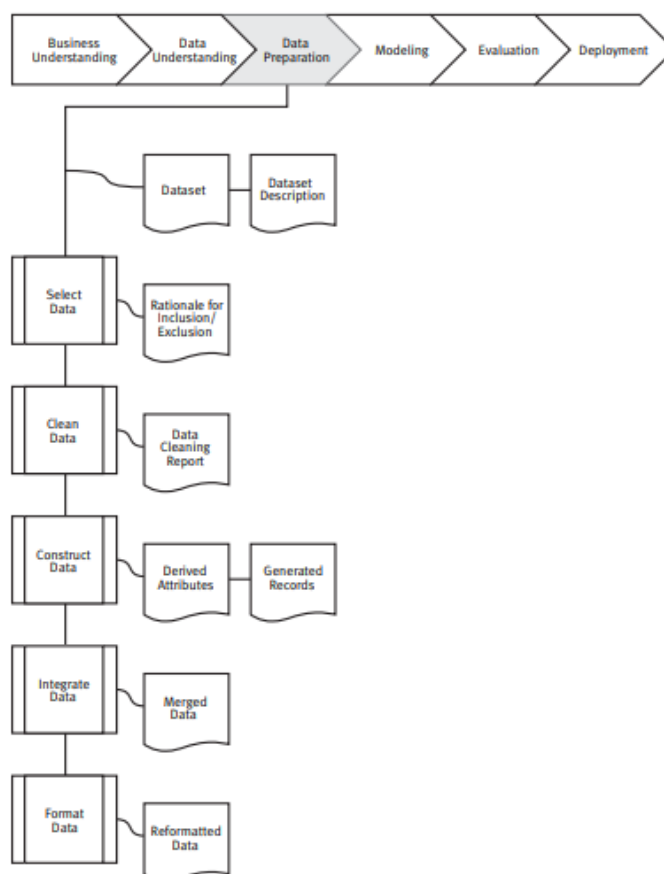 Business
Understanding
Data
Understanding
Data
Preparation
Modeling
Evaluation
Deployment
Dataset
Dataset
Description
Select
Data
Rationale for
Inclusion/
Exclusion
Clean
Data
Data
Cleaning
Report
Construct
Data
Derived
Attributes
Generated
Records
Integrate
Data
Merged
Data
Format
Data
Reformatted
Data